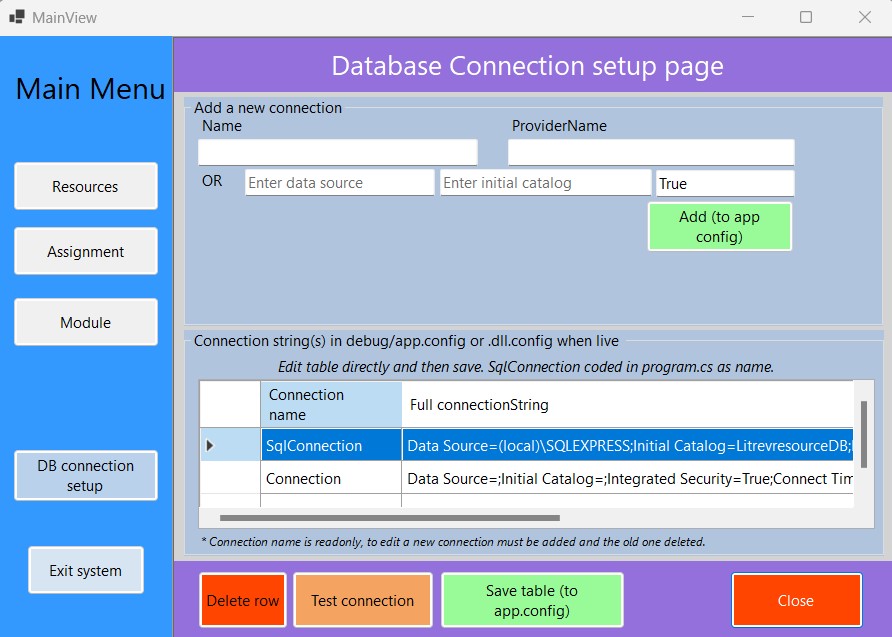 MainView
Main Menu
Database Connection setup page
Add a new connection
Name
ProviderName
OR
Enter data source
Enter initial catalog
True
Add (to app
config)
Resources
Assignment
Module
DB connection
setup
Exit system
Connection string(s) in debug/app.config or .dll.config when live
Edit table directly and then save. SqlConnection coded in program.cs as name.
Connection
name
Full connectionString
SqlConnection
Data Source=(local)\SQLEXPRESS;Initial Catalog=LitrevresourceDB;
Connection
Data Source=;Initial Catalog=;Integrated Security=True;Connect Tim
* Connection name is readonly, to edit a new connection must be added and the old one deleted.
Delete row
Test connection
Save table (to
app.config)
Close